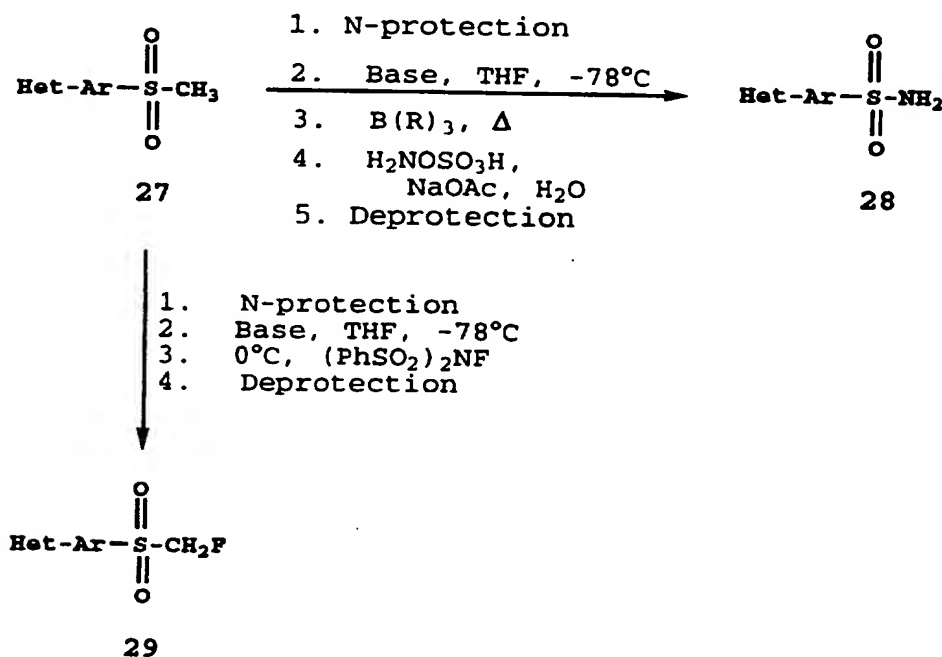 1. N-protection
2. Base, THF, -78°C
3. B(R)3, Δ
4. H2NOSO3H,
NaOAc, H2O
5. Deprotection
O
Het-Ar-S-CH3
O
27
O
Het-Ar-S-NH2
O
28
1. N-protection
2. Base, THF, -78°C
3. 0°C, (PhSO2)2NF
4. Deprotection
O
Het-Ar-S-CH2F
O
29